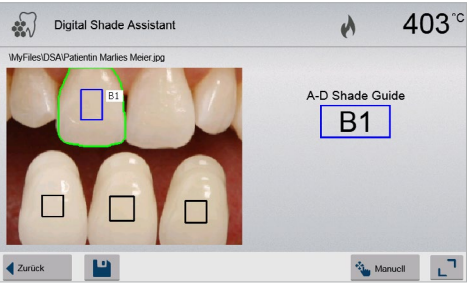 Digital Shade Assistant
403°C
\MyFiles\DSA\Patientin Marlies Meier.jpg
B1
A-D Shade Guide
B1
Zurück
Manuell